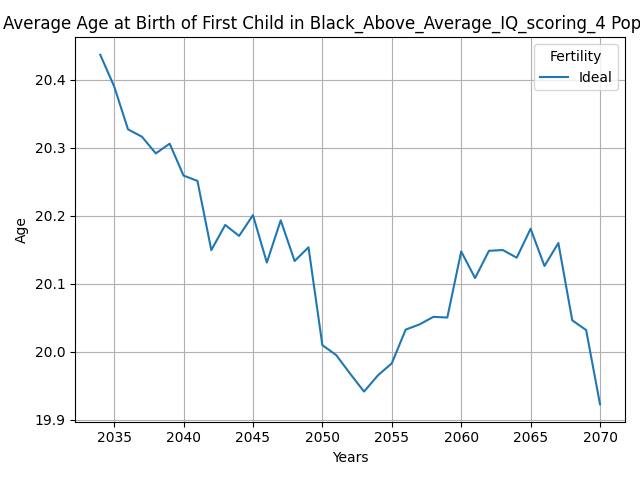 Average Age at Birth of First Child in Black_Above_Average_IQ_scoring_4 Pop
Fertility
Ideal
20.4
20.3
20.2
20.1
20.0
19.9
Age
2035 2040 2045 2050 2055 2060 2065 2070
Years